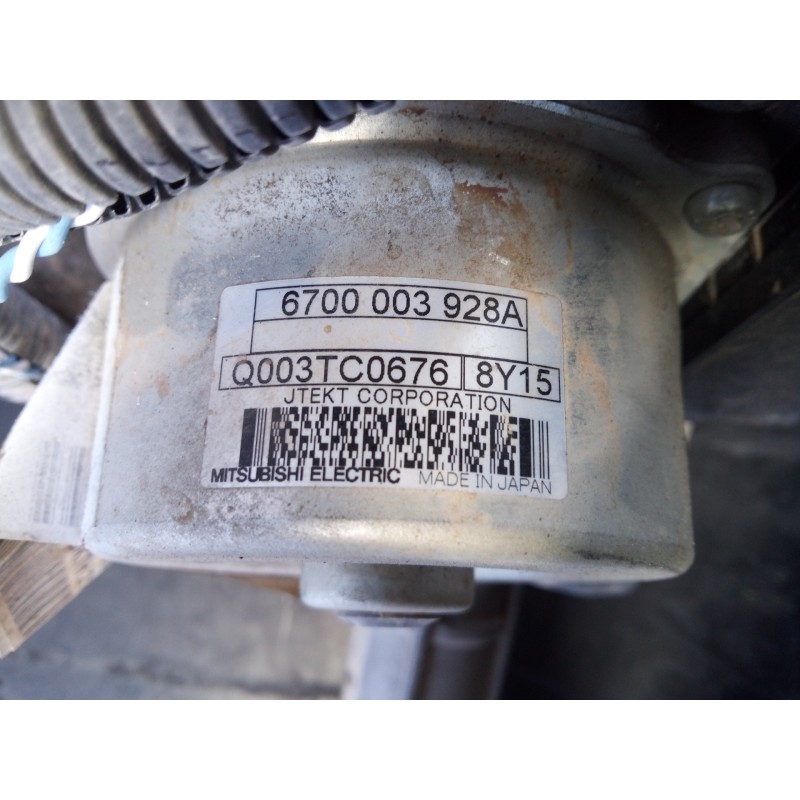 6700 003 928A
Q003TC0676 8Y15
JTEKT CORPORATION
MITSUBISHI ELECTRIC MADE IN JAPAN